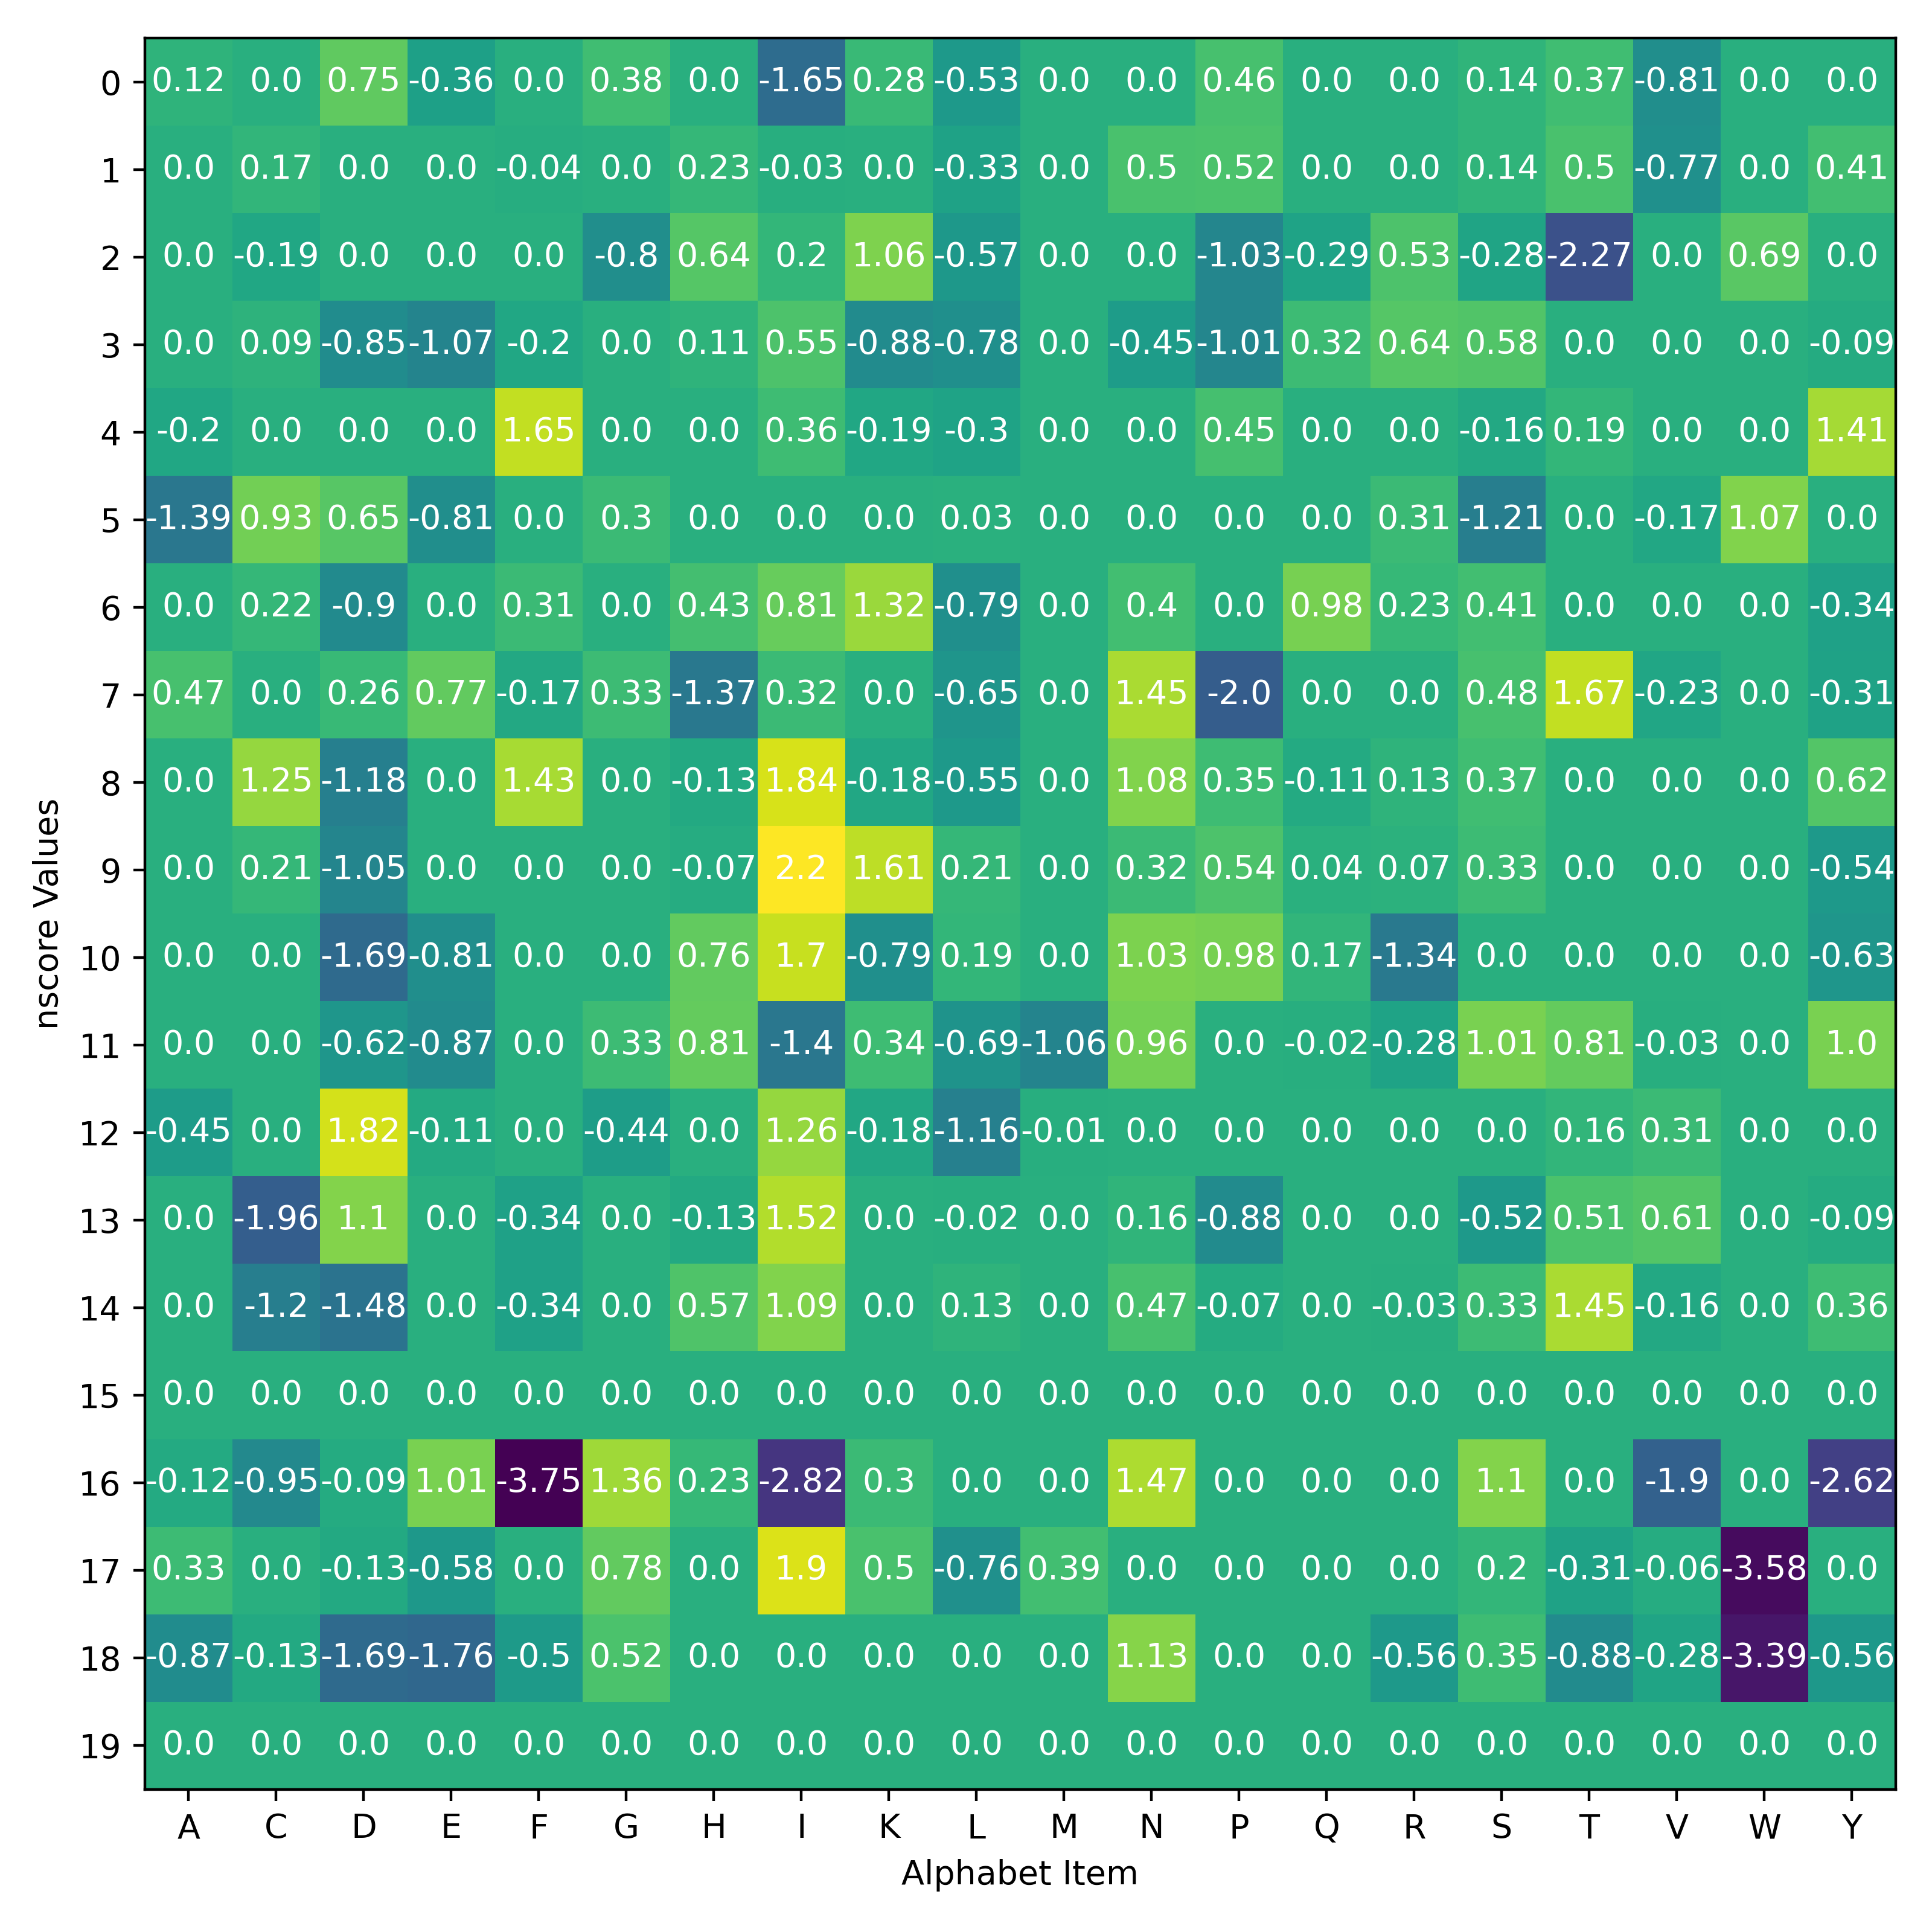 0 0.12 0.0 0.75 -0.36 0.0 0.38 0.0 -1.65 0.28 -0.53 0.0 0.0 0.46 0.0 0.0 0.14 0.37 -0.81 0.0 0.0
1 0.0 0.17 0.0 0.0 -0.04 0.0 0.23 -0.03 0.0 -0.33 0.0 0.5 0.52 0.0 0.0 0.14 0.5 -0.77 0.0 0.41
2 0.0 -0.19 0.0 0.0 0.0 -0.8 0.64 0.2 1.06 -0.57 0.0 0.0 -1.03 -0.29 0.53 -0.28 -2.27 0.0 0.69 0.0
3 0.0 0.09 -0.85 -1.07 -0.2 0.0 0.11 0.55 -0.88 -0.78 0.0 -0.45 -1.01 0.32 0.64 0.58 0.0 0.0 0.0 -0.09
4 -0.2 0.0 0.0 0.0 1.65 0.0 0.0 0.36 -0.19 -0.3 0.0 0.0 0.45 0.0 0.0 -0.16 0.19 0.0 0.0 1.41
5 -1.39 0.93 0.65 -0.81 0.0 0.3 0.0 0.0 0.0 0.03 0.0 0.0 0.0 0.0 0.31 -1.21 0.0 -0.17 1.07 0.0
6 0.0 0.22 -0.9 0.0 0.31 0.0 0.43 0.81 1.32 -0.79 0.0 0.4 0.0 0.98 0.23 0.41 0.0 0.0 0.0 -0.34
7 0.47 0.0 0.26 0.77 -0.17 0.33 -1.37 0.32 0.0 -0.65 0.0 1.45 -2.0 0.0 0.0 0.48 1.67 -0.23 0.0 -0.31
8 0.0 1.25 -1.18 0.0 1.43 0.0 -0.13 1.84 -0.18 -0.55 0.0 1.08 0.35 -0.11 0.13 0.37 0.0 0.0 0.0 0.62
9 0.0 0.21 -1.05 0.0 0.0 0.0 -0.07 2.2 1.61 0.21 0.0 0.32 0.54 0.04 0.07 0.33 0.0 0.0 0.0 -0.54
10 0.0 0.0 -1.69 -0.81 0.0 0.0 0.76 1.7 -0.79 0.19 0.0 1.03 0.98 0.17 -1.34 0.0 0.0 0.0 0.0 -0.63
11 0.0 0.0 -0.62 -0.87 0.0 0.33 0.81 -1.4 0.34 -0.69 -1.06 0.96 0.0 -0.02 -0.28 1.01 0.81 -0.03 0.0 1.0
12 -0.45 0.0 1.82 -0.11 0.0 -0.44 0.0 1.26 -0.18 -1.16 -0.01 0.0 0.0 0.0 0.0 0.0 0.16 0.31 0.0 0.0
13 0.0 -1.96 1.1 0.0 -0.34 0.0 -0.13 1.52 0.0 -0.02 0.0 0.16 -0.88 0.0 0.0 -0.52 0.51 0.61 0.0 -0.09
14 0.0 -1.2 -1.48 0.0 -0.34 0.0 0.57 1.09 0.0 0.13 0.0 0.47 -0.07 0.0 -0.03 0.33 1.45 -0.16 0.0 0.36
15 0.0 0.0 0.0 0.0 0.0 0.0 0.0 0.0 0.0 0.0 0.0 0.0 0.0 0.0 0.0 0.0 0.0 0.0 0.0 0.0
16 -0.12 -0.95 -0.09 1.01 -3.75 1.36 0.23 -2.82 0.3 0.0 0.0 1.47 0.0 0.0 0.0 1.1 0.0 -1.9 0.0 -2.62
17 0.33 0.0 -0.13 -0.58 0.0 0.78 0.0 1.9 0.5 -0.76 0.39 0.0 0.0 0.0 0.0 0.2 -0.31 -0.06 -3.58 0.0
18 -0.87 -0.13 -1.69 -1.76 -0.5 0.52 0.0 0.0 0.0 0.0 0.0 1.13 0.0 0.0 -0.56 0.35 -0.88 -0.28 -3.39 -0.56
19 0.0 0.0 0.0 0.0 0.0 0.0 0.0 0.0 0.0 0.0 0.0 0.0 0.0 0.0 0.0 0.0 0.0 0.0 0.0 0.0
A C D E F G H I K L M N P Q R S T V W Y
Alphabet Item
nscore Values